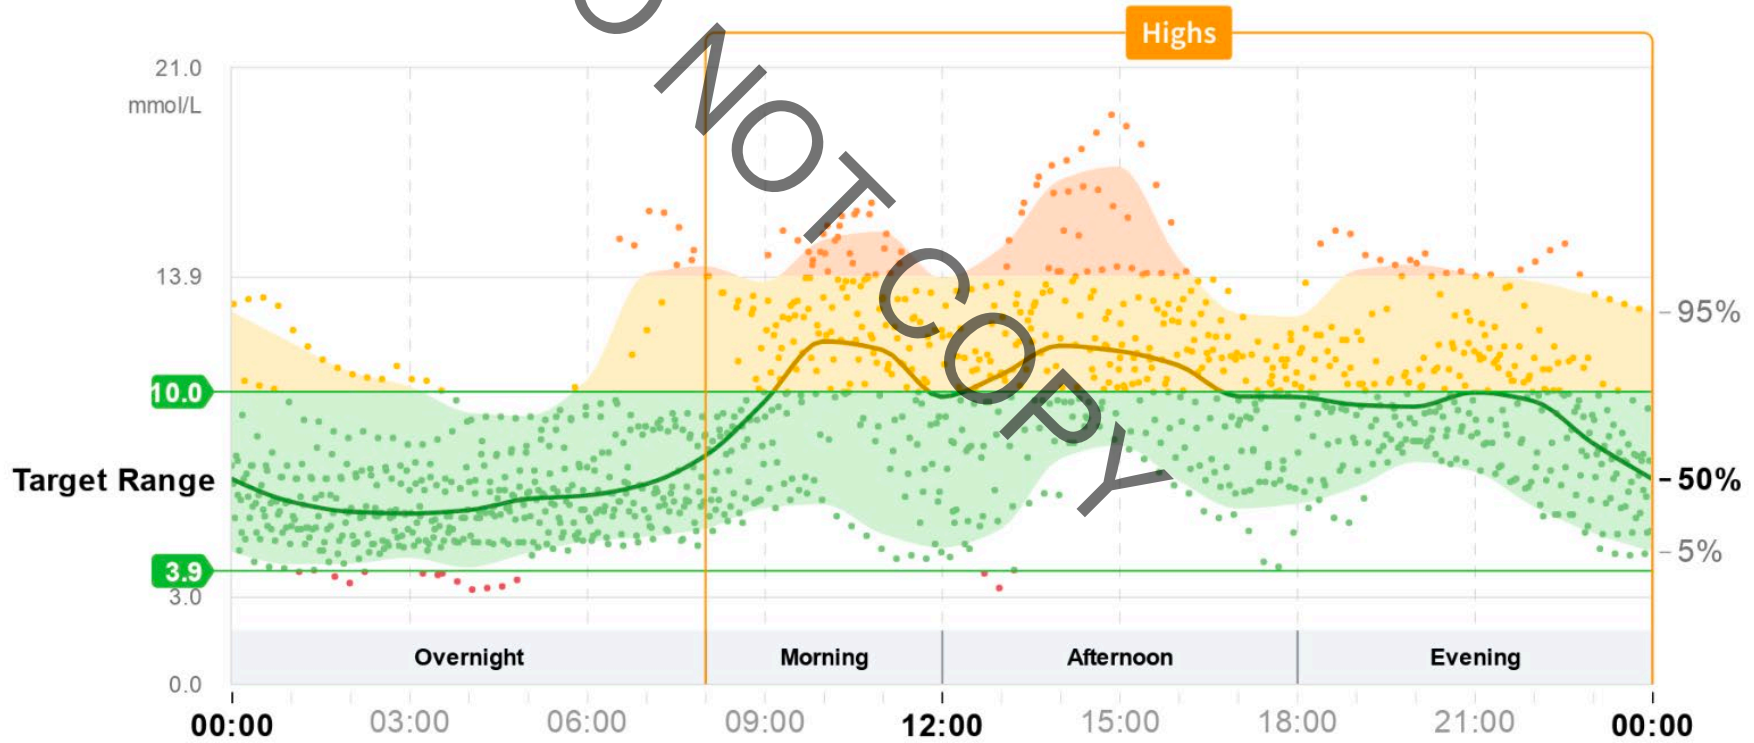 Highs
21.0
mmol/L
13.9
95%
10.0
Target Range
50%
5%
3.9
3.0
Overnight
Morning
Afternoon
Evening
0.0
00:00
03:00
06:00
09:00
12:00
15:00
18:00
21:00
00:00
O NOT COPY